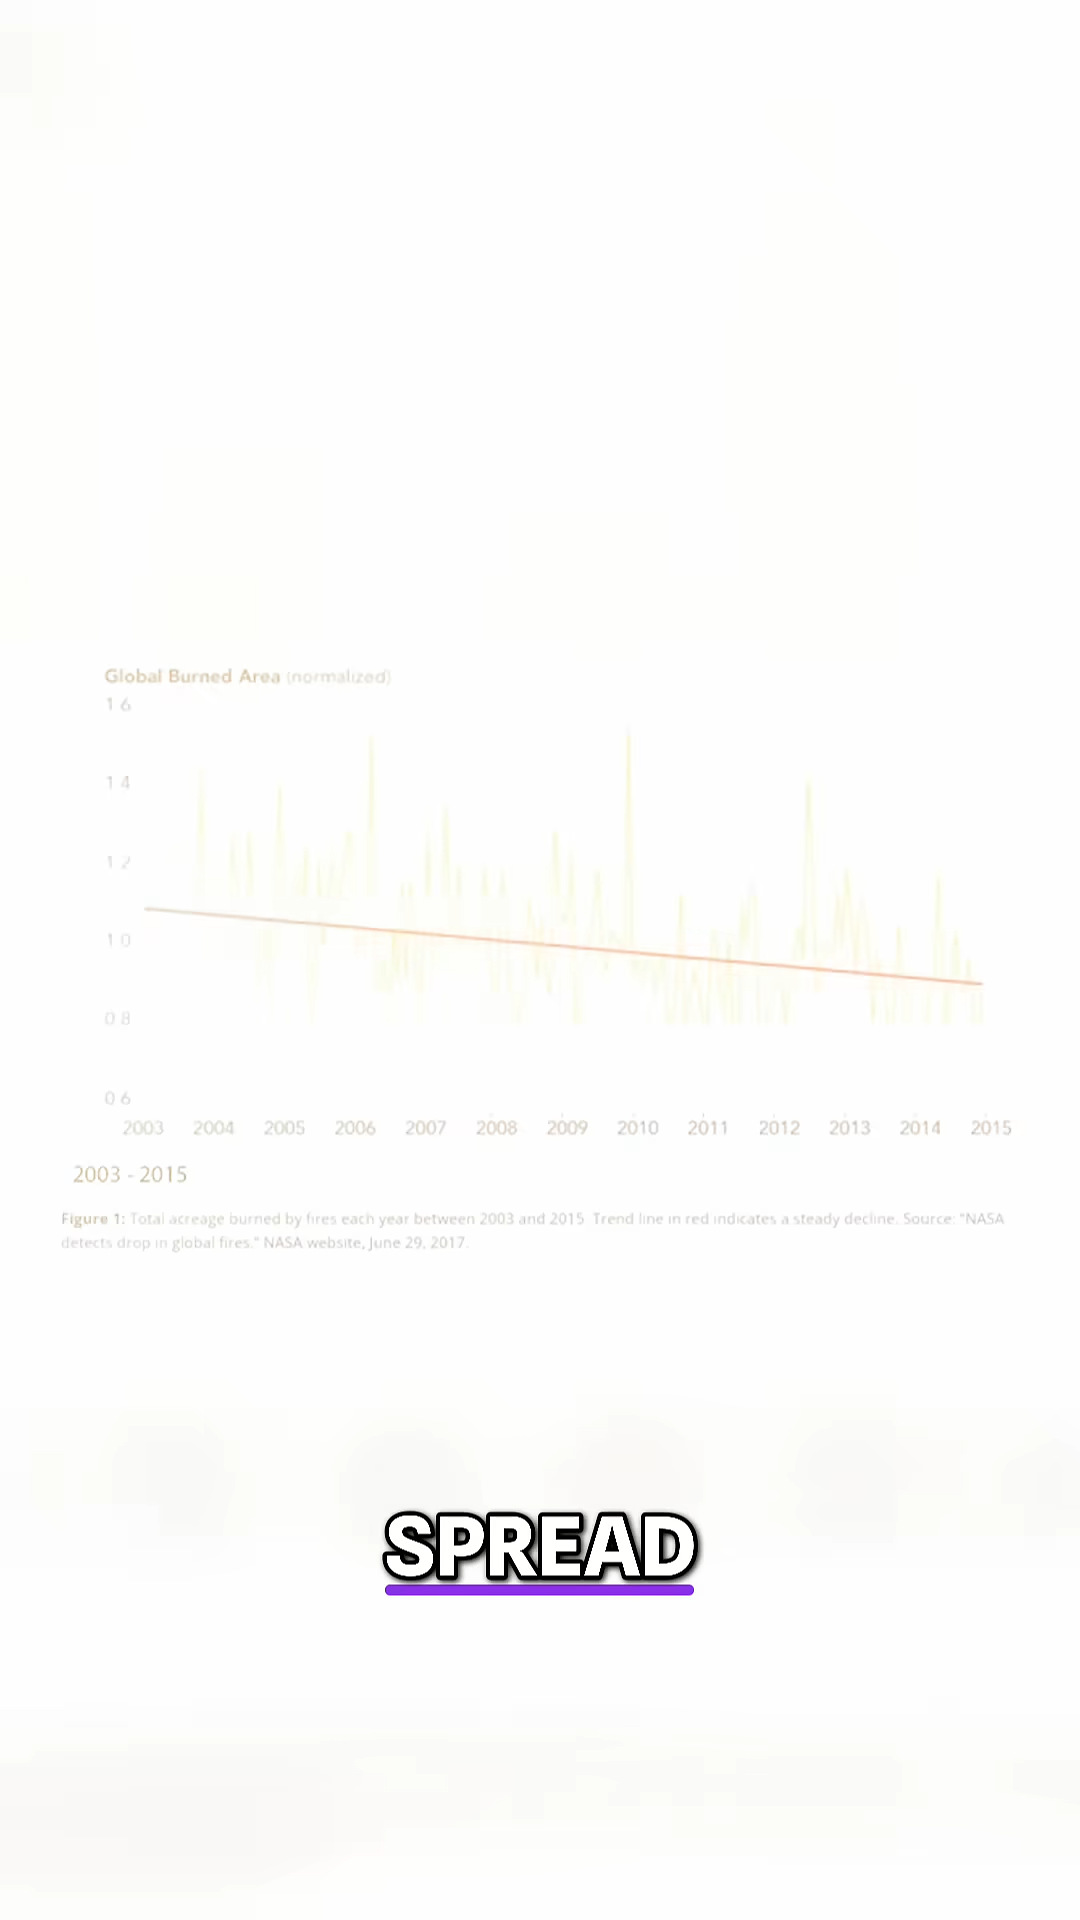 Global Burned Area (normalized)
1 6
1 4
1 2
1 0
0 8
0 6
2003 2004 2005 2006 2007 2008 2009 2010 2011 2012 2013 2014 2015
2003 - 2015
Figure 1: Total acreage burned by fires each year between 2003 and 2015 Trend line in red indicates a steady decline. Source: "NASA
detects drop in global fires." NASA website, June 29, 2017.
SPREAD